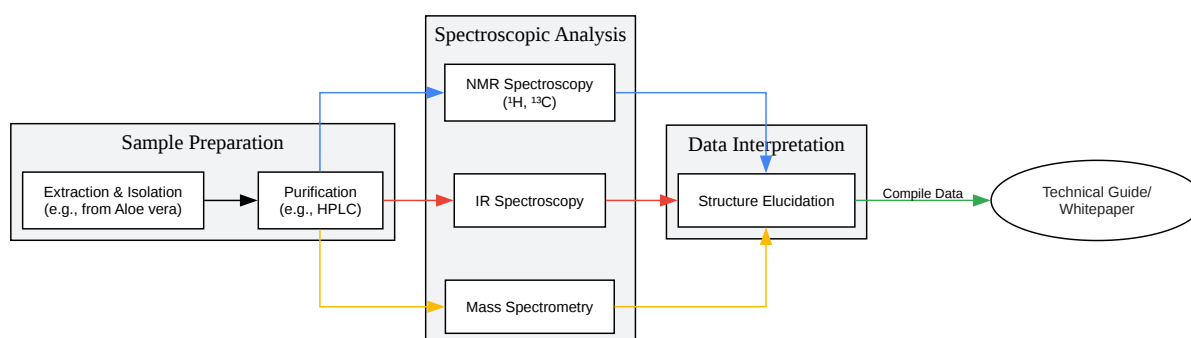 Sample Preparation
Extraction & Isolation
(e.g., from Aloe vera)
Purification
(e.g., HPLC)
Spectroscopic Analysis
NMR Spectroscopy
(¹H, ¹³C)
IR Spectroscopy
Mass Spectrometry
Data Interpretation
Structure Elucidation
Compile Data
Technical Guide/
Whitepaper